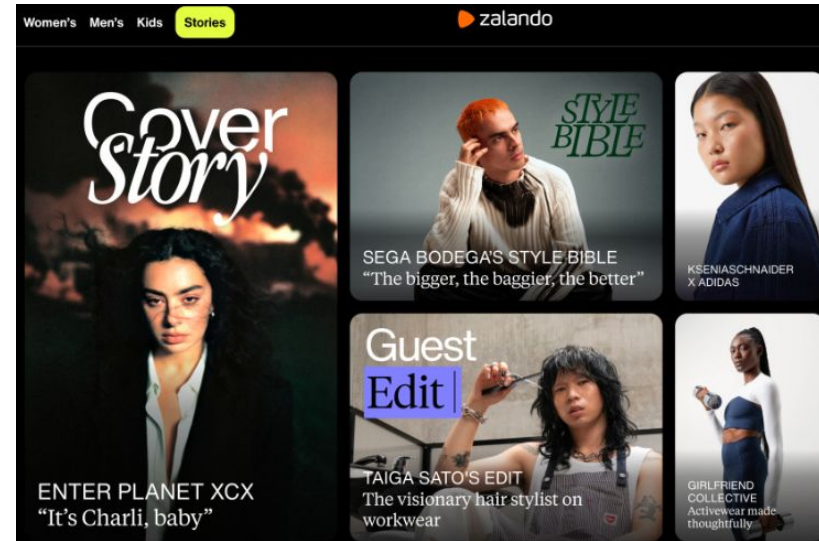 Women's Men's Kids Stories
zalando
Cover
Story
ENTER PLANET XCX
“It’s Charli, baby”
STYLE
BIBLE
SEGA BODEGA'S STYLE BIBLE
“The bigger, the baggier, the better”
KSENIASCHNAIDER
X ADIDAS
Guest
Edit
TAIGA SATO'S EDIT
The visionary hair stylist on
workwear
GIRLFRIEND
COLLECTIVE
Activewear made
thoughtfully